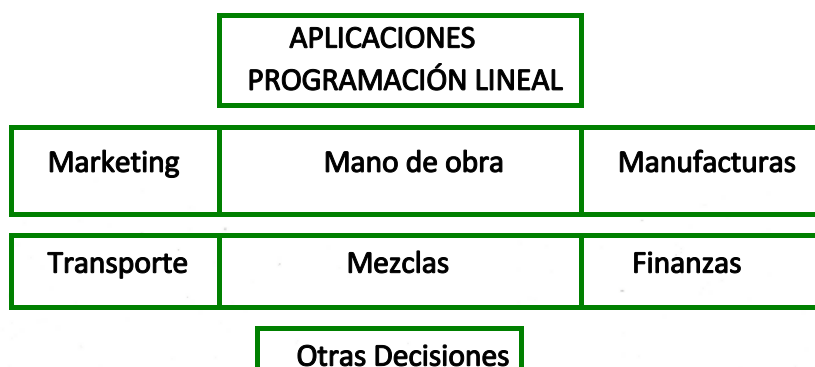 APLICACIONES
PROGRAMACIÓN LINEAL
Marketing Mano de obra Manufacturas
Transporte Mezclas Finanzas
Otras Decisiones